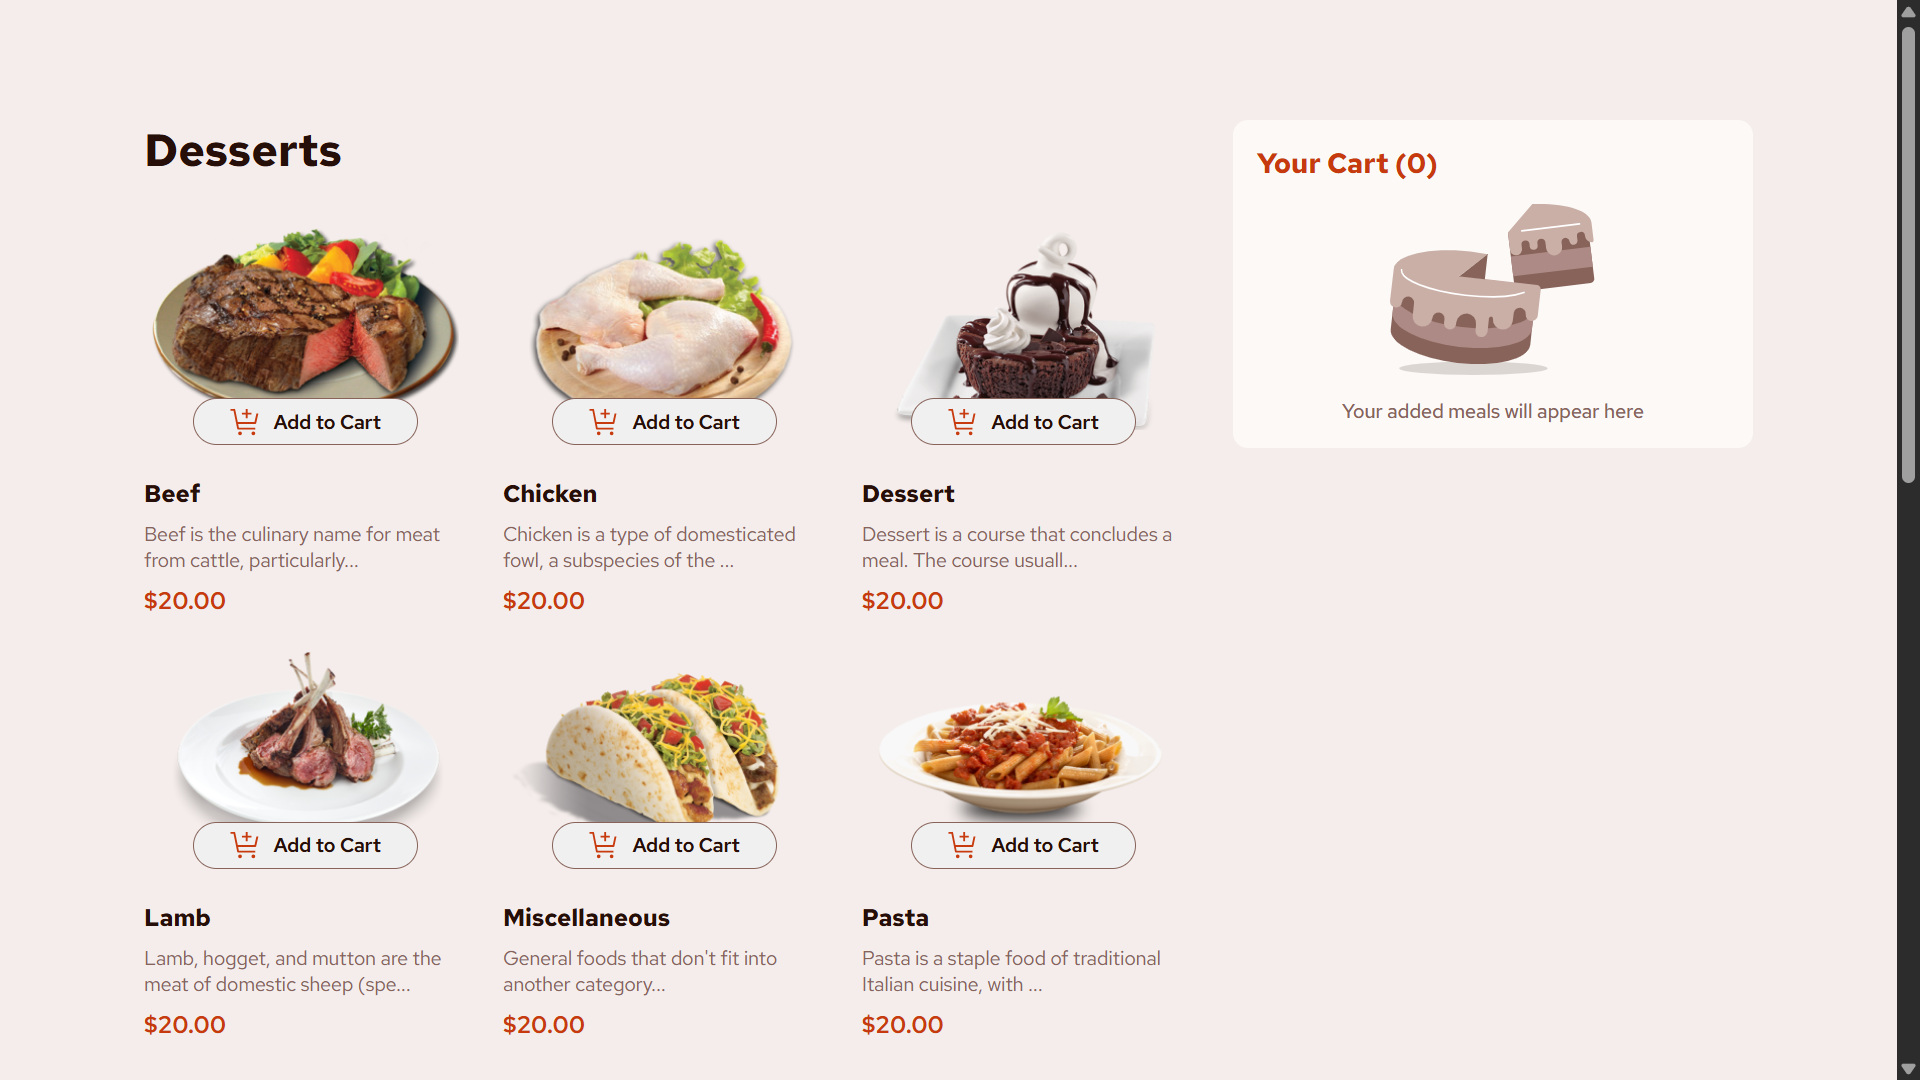 Desserts
Your Cart (0)
Your added meals will appear here
Add to Cart
Add to Cart
Add to Cart
Beef
Beef is the culinary name for meat
from cattle, particularly...
$20.00
Chicken
Chicken is a type of domesticated
fowl, a subspecies of the ...
$20.00
Dessert
Dessert is a course that concludes a
meal. The course usuall...
$20.00
Add to Cart
Add to Cart
Add to Cart
Lamb
Lamb, hogget, and mutton are the
meat of domestic sheep (spe...
$20.00
Miscellaneous
General foods that don't fit into
another category...
$20.00
Pasta
Pasta is a staple food of traditional
Italian cuisine, with ...
$20.00